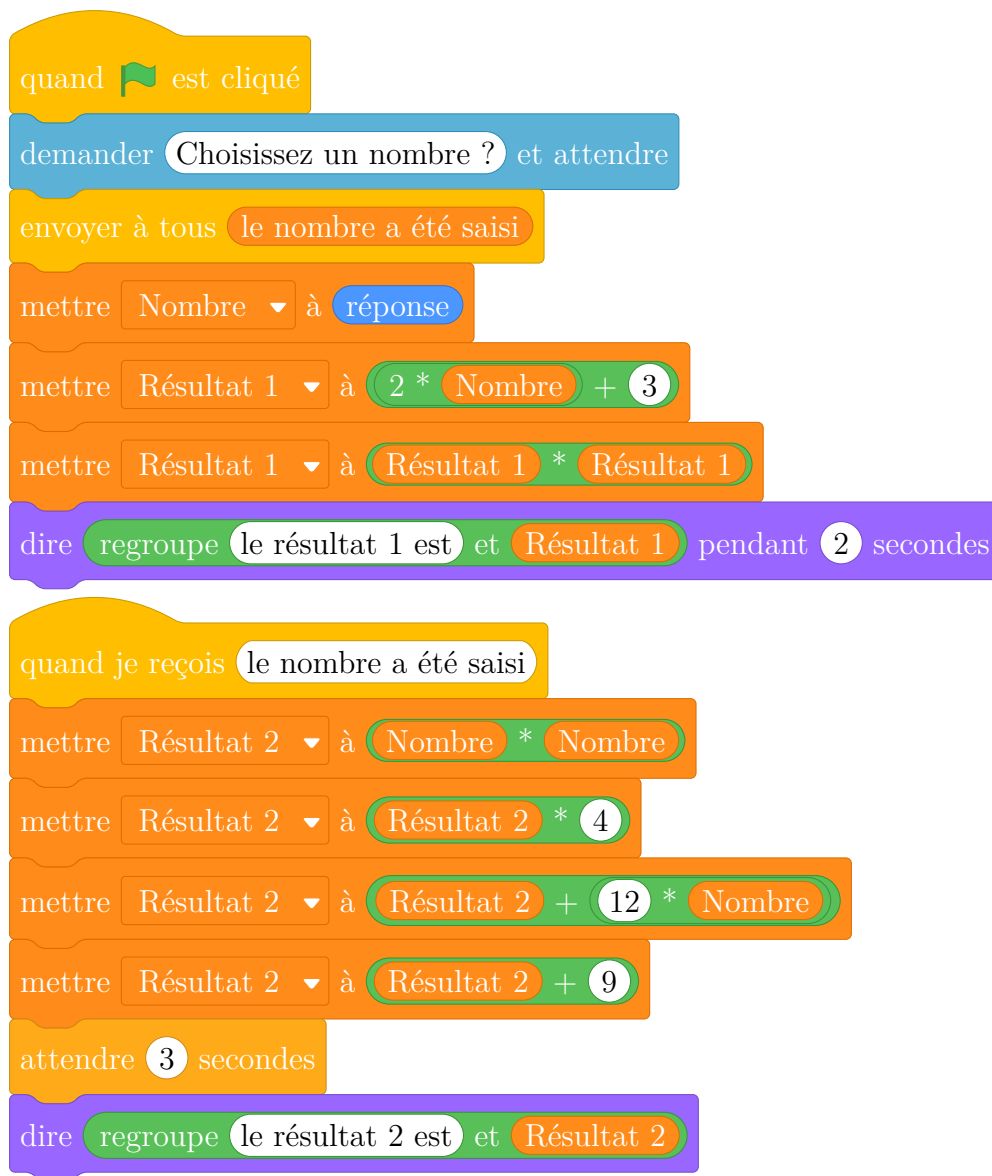 quand est cliqué
demander Choisissez un nombre ? et attendre
envoyer à tous le nombre a été saisi
mettre Nombre à réponse
mettre Résultat 1 à 2 * Nombre + 3
mettre Résultat 1 à Résultat 1 * Résultat 1
dire regroupe le résultat 1 est et Résultat 1 pendant 2 secondes
quand je reçois le nombre a été saisi
mettre Résultat 2 à Nombre * Nombre
mettre Résultat 2 à Résultat 2 * 4
mettre Résultat 2 à Résultat 2 + 12 * Nombre
mettre Résultat 2 à Résultat 2 + 9
attendre 3 secondes
dire regroupe le résultat 2 est et Résultat 2